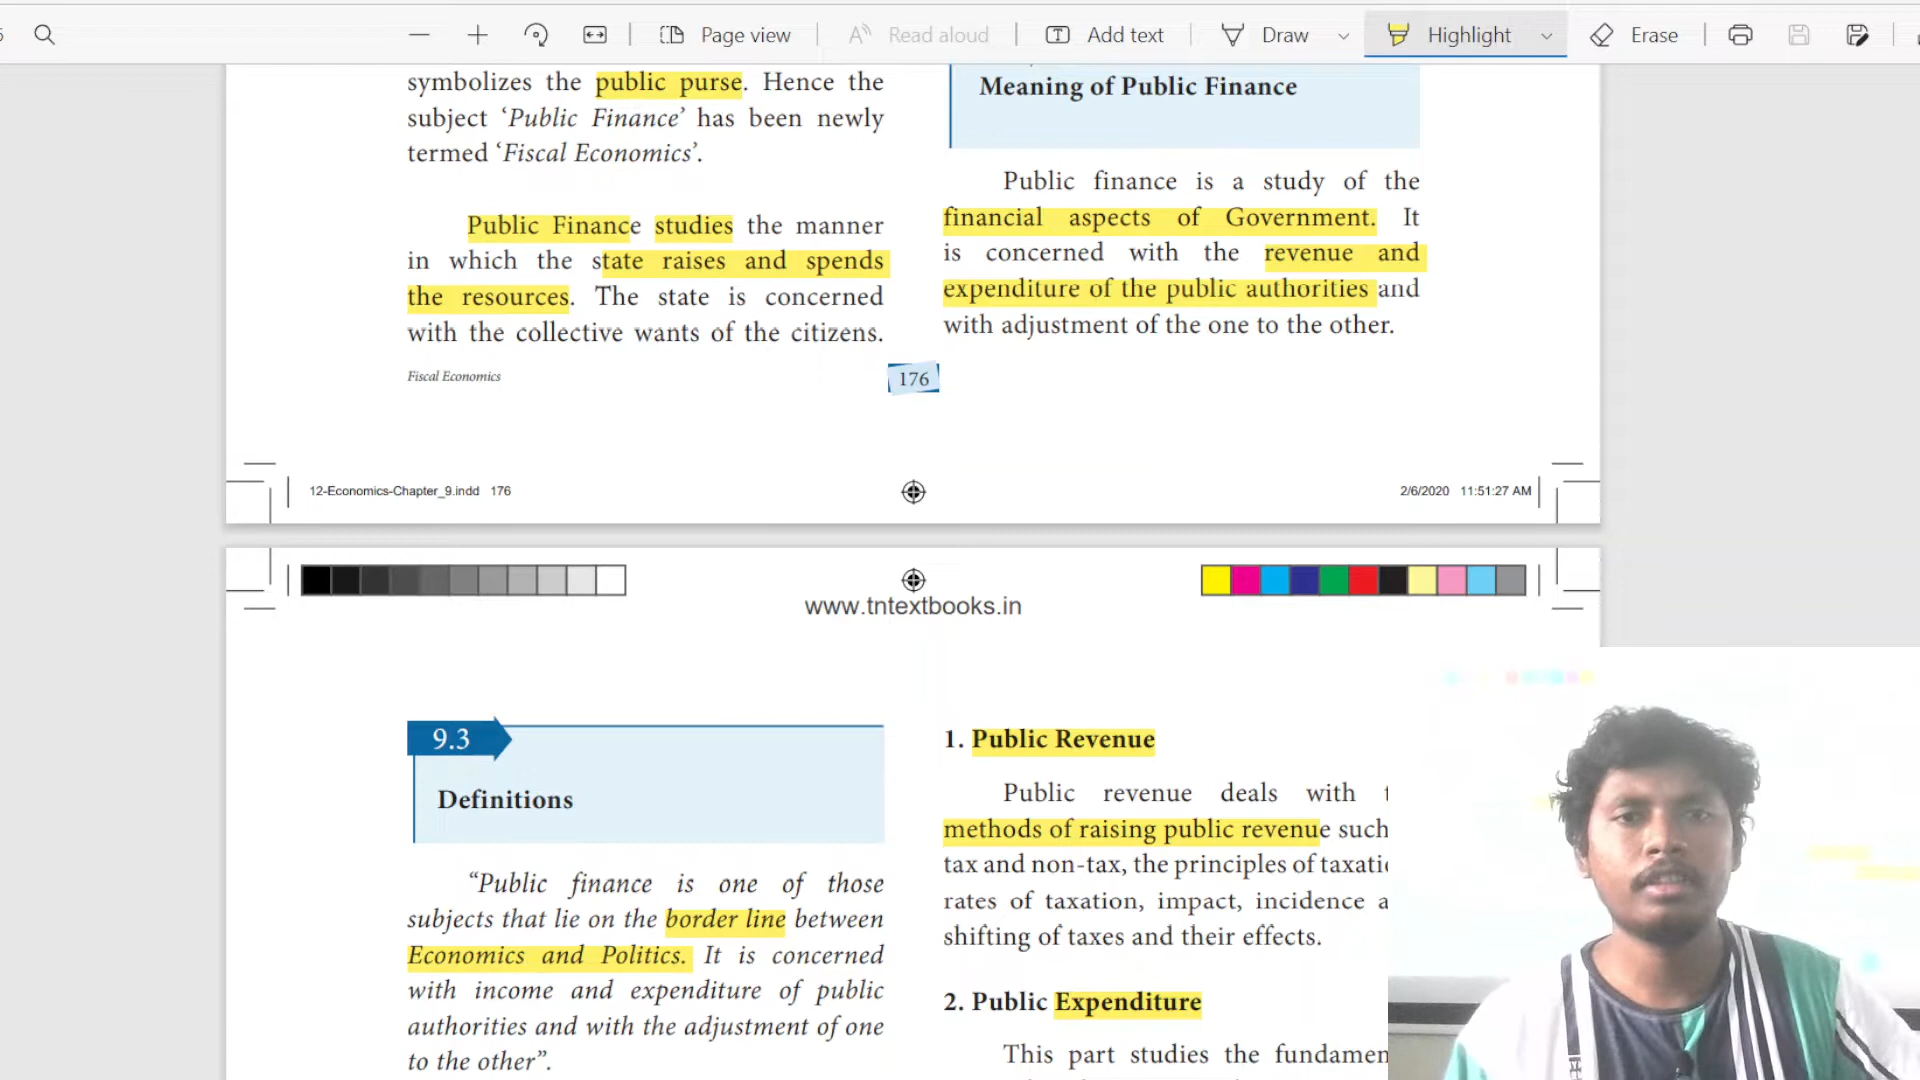 Page view
Read aloud
Add text
Draw
Highlight
Erase
symbolizes the public purse. Hence the
subject ‘Public Finance’ has been newly
termed ‘Fiscal Economics’.
Public Finance studies the manner
in which the state raises and spends
the resources. The state is concerned
with the collective wants of the citizens.
Meaning of Public Finance
Public finance is a study of the
financial aspects of Government. It
is concerned with the revenue and
expenditure of the public authorities and
with adjustment of the one to the other.
Fiscal Economics
176
12-Economics-Chapter_9.indd 176
2/6/2020 11:51:27 AM
www.tntextbooks.in
9.3
Definitions
“Public finance is one of those
subjects that lie on the border line between
Economics and Politics. It is concerned
with income and expenditure of public
authorities and with the adjustment of one
to the other”.
1. Public Revenue
Public revenue deals with
methods of raising public revenue such
tax and non-tax, the principles of
rates of taxation, impact, incidence
shifting of taxes and their effects.
2. Public Expenditure
This part studies the